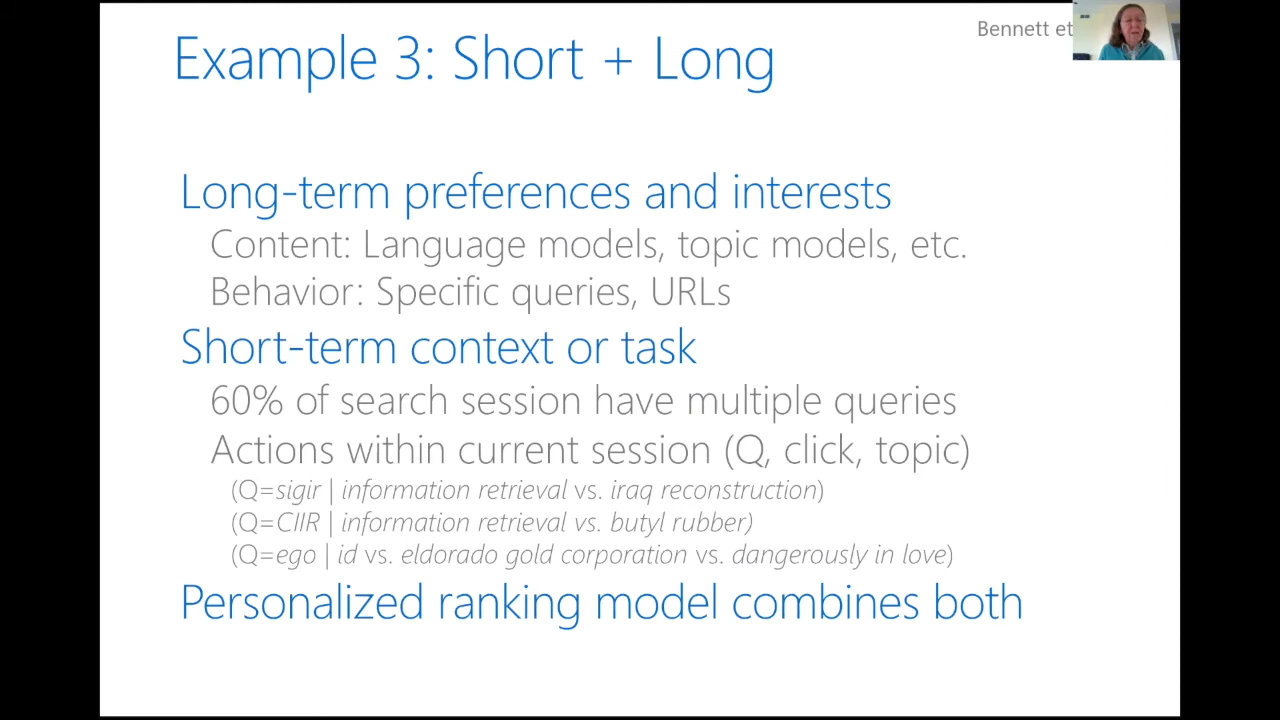 Bennett et
Example 3: Short + Long
Long-term preferences and interests
Content: Language models, topic models, etc.
Behavior: Specific queries, URLs
Short-term context or task
60% of search session have multiple queries
Actions within current session (Q, click, topic)
(Q=sigir | information retrieval vs. iraq reconstruction)
(Q=CIIR | information retrieval vs. butyl rubber)
(Q=ego | id vs. eldorado gold corporation vs. dangerously in love)
Personalized ranking model combines both